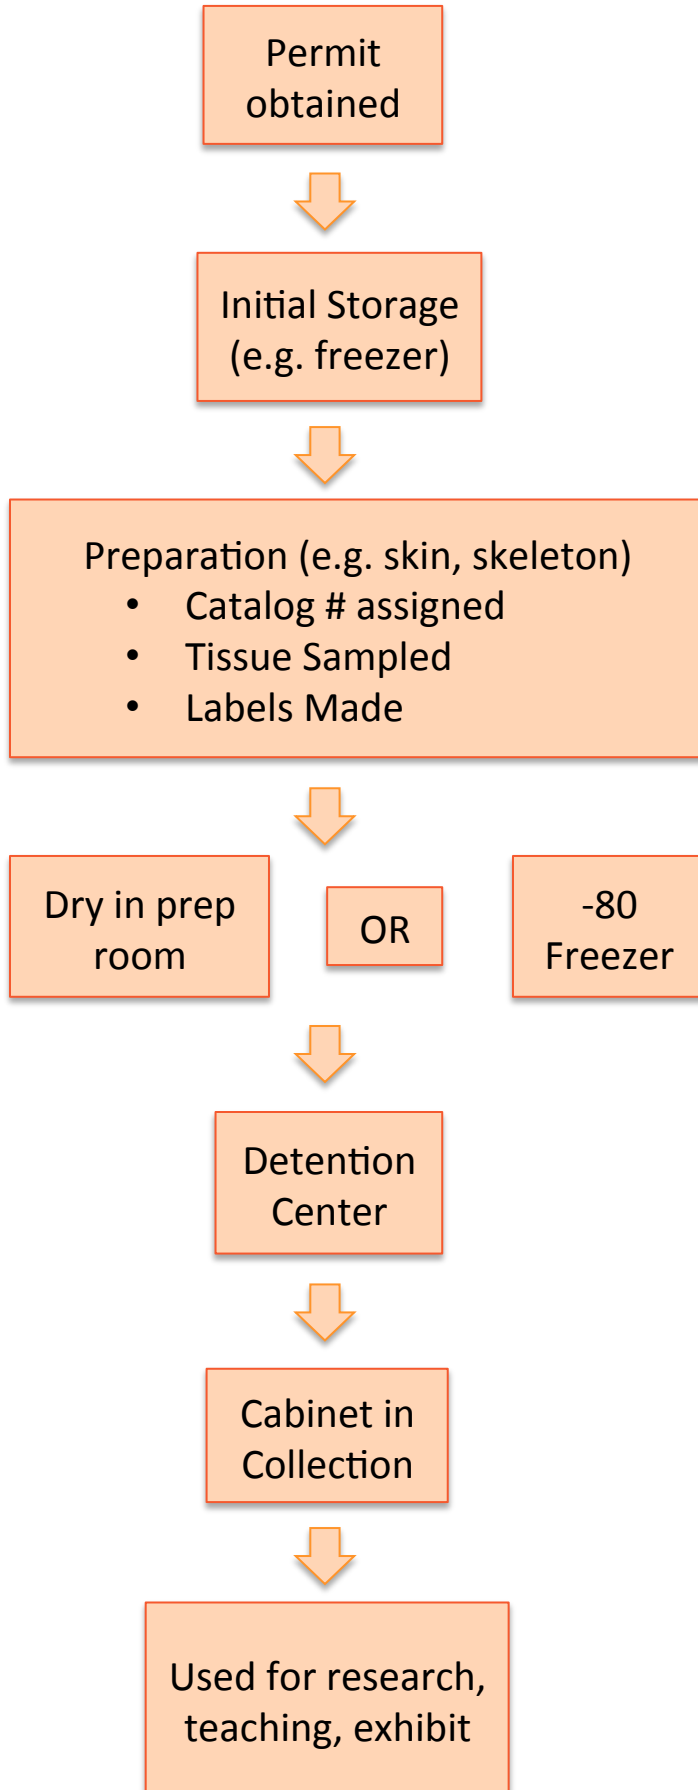 Permit
obtained
Initial Storage
(e.g. freezer)
Preparation (e.g. skin, skeleton)
• Catalog # assigned
• Tissue Sampled
• Labels Made
Dry in prep
room
OR
-80
Freezer
Detention
Center
Cabinet in
Collection
Used for research,
teaching, exhibit